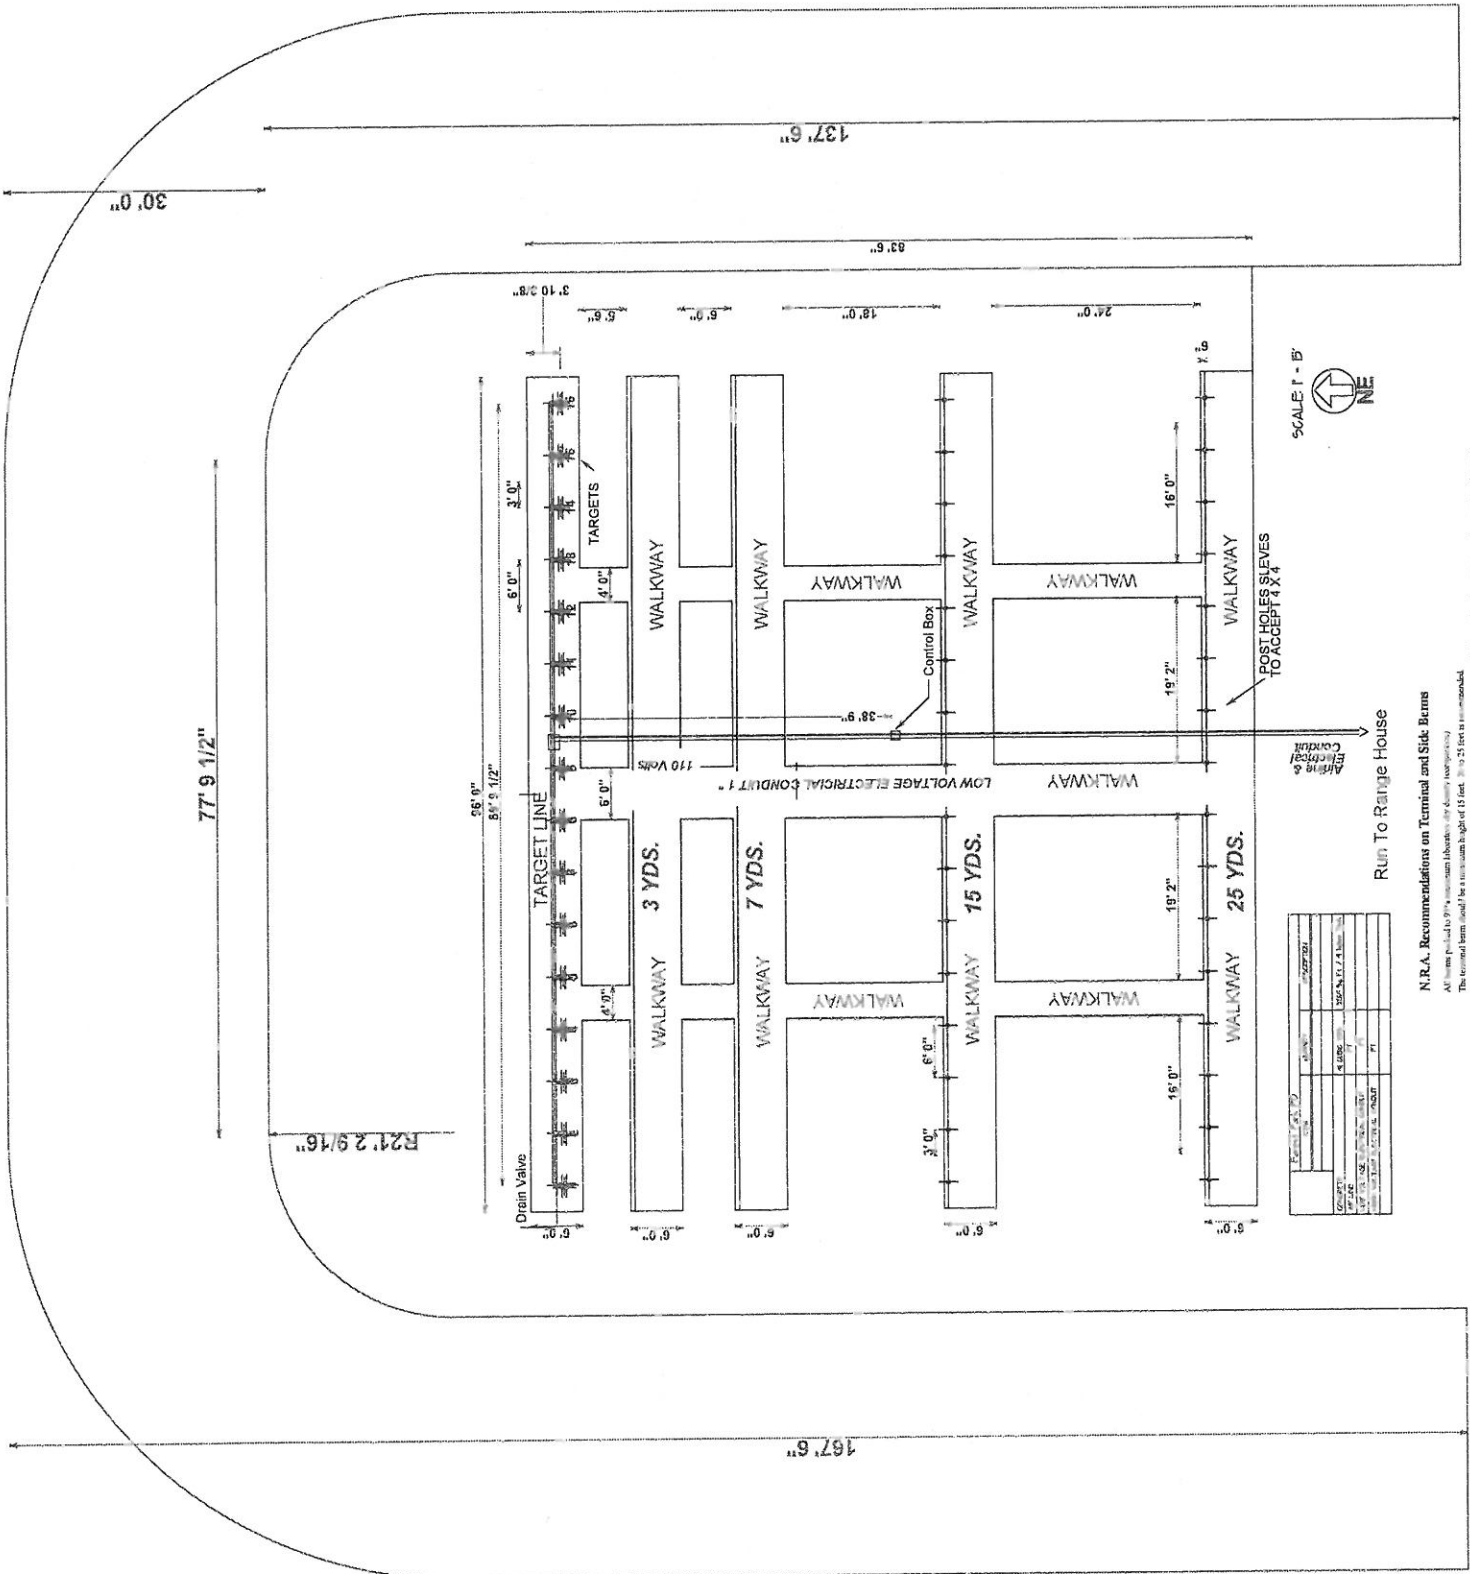 137' 6"
30' 0"
83' 6"
3' 10 3/8"
5' 6"
6' 0"
18' 0"
24' 0"
77' 9 1/2"
96' 0"
89' 9 1/2"
3' 0"
6' 0"
TARGETS
4' 0"
TARGET LINE
6' 0"
4' 0"
Drain Valve
6' 0"
R21' 2 9/16"
WALKWAY
3 YDS.
WALKWAY
6' 0"
110 Volts
WALKWAY
7 YDS.
WALKWAY
6' 0"
WALKWAY
WALKWAY
38' 9"
Control Box
LOW VOLTAGE ELECTRICIAL CONDUIT 1"
WALKWAY
15 YDS.
WALKWAY
6' 0"
3' 0"
6' 0"
WALKWAY
WALKWAY
WALKWAY
16' 0"
19' 2"
19' 2"
16' 0"
WALKWAY
25 YDS.
WALKWAY
6' 0"
POST HOLES SLEVES
TO ACCEPT 4 X 4
Airline &
Electrical
Conduit
Run To Range House
SCALE: 1" - 15'
NE
167' 6"
N.R.A. Recommendations on Terminal and Side Berms